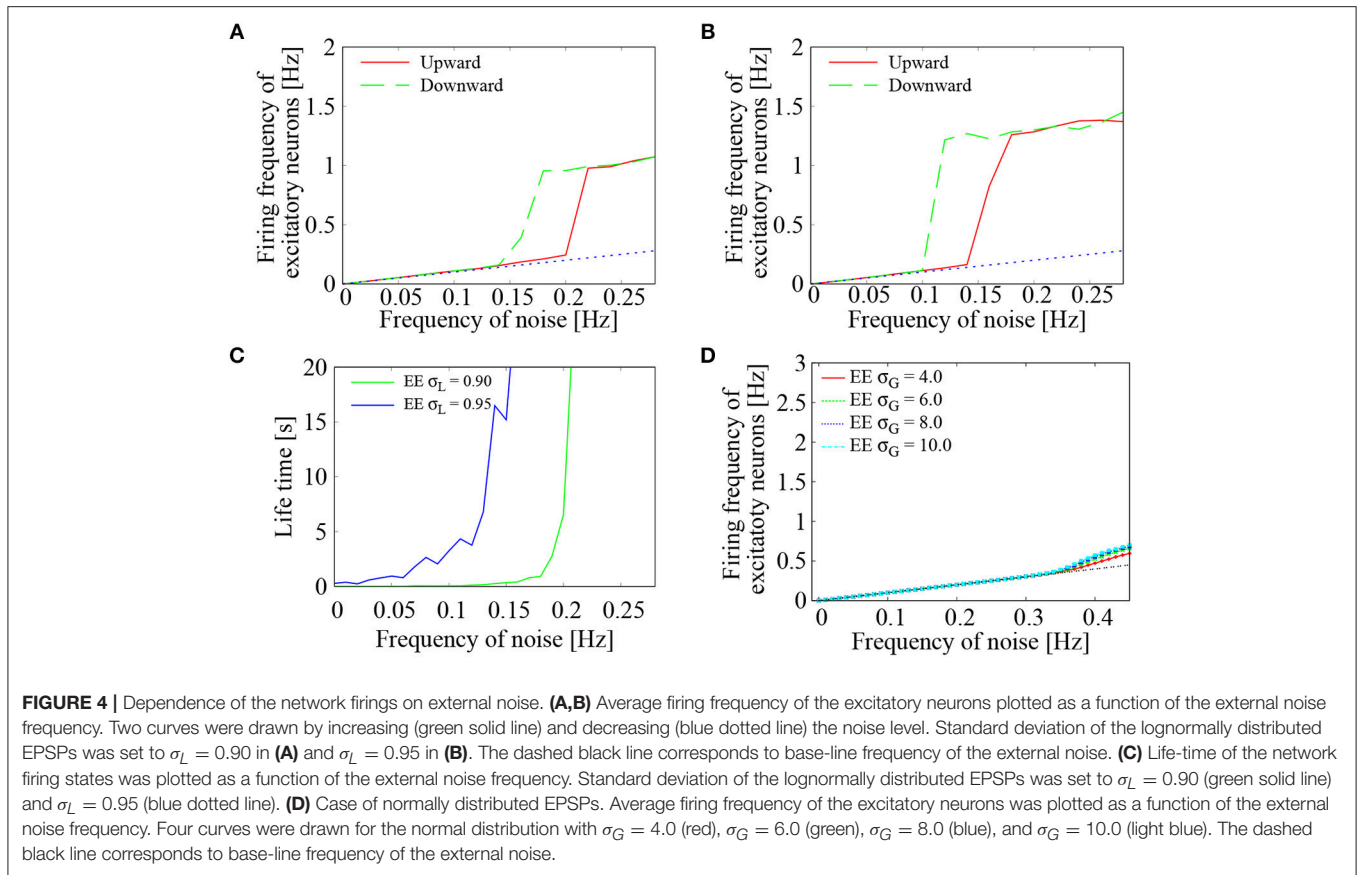 A
Firing frequency of
excitatory neurons [Hz]
2
1.5
1
0.5
0
Upward
Downward
0 0.05 0.1 0.15 0.2 0.25
Frequency of noise [Hz]
B
Firing frequency of
excitatory neurons [Hz]
2
1.5
1
0.5
0
Upward
Downward
0 0.05 0.1 0.15 0.2 0.25
Frequency of noise [Hz]
C
Life time [s]
20
15
10
5
0
EE σ_L = 0.90
EE σ_L = 0.95
0 0.05 0.1 0.15 0.2 0.25
Frequency of noise [Hz]
D
Firing frequency of
excitatoty neurons [Hz]
3
2.5
2
1.5
1
0.5
0
EE σ_G = 4.0
EE σ_G = 6.0
EE σ_G = 8.0
EE σ_G = 10.0
0 0.1 0.2 0.3 0.4
Frequency of noise [Hz]
FIGURE 4 | Dependence of the network firings on external noise. (A,B) Average firing frequency of the excitatory neurons plotted as a function of the external noise
frequency. Two curves were drawn by increasing (green solid line) and decreasing (blue dotted line) the noise level. Standard deviation of the lognormally distributed
EPSPs was set to σ_L = 0.90 in (A) and σ_L = 0.95 in (B). The dashed black line corresponds to base-line frequency of the external noise. (C) Life-time of the network
firing states was plotted as a function of the external noise frequency. Standard deviation of the lognormally distributed EPSPs was set to σ_L = 0.90 (green solid line)
and σ_L = 0.95 (blue dotted line). (D) Case of normally distributed EPSPs. Average firing frequency of the excitatory neurons was plotted as a function of the external
noise frequency. Four curves were drawn for the normal distribution with σ_G = 4.0 (red), σ_G = 6.0 (green), σ_G = 8.0 (blue), and σ_G = 10.0 (light blue). The dashed
black line corresponds to base-line frequency of the external noise.